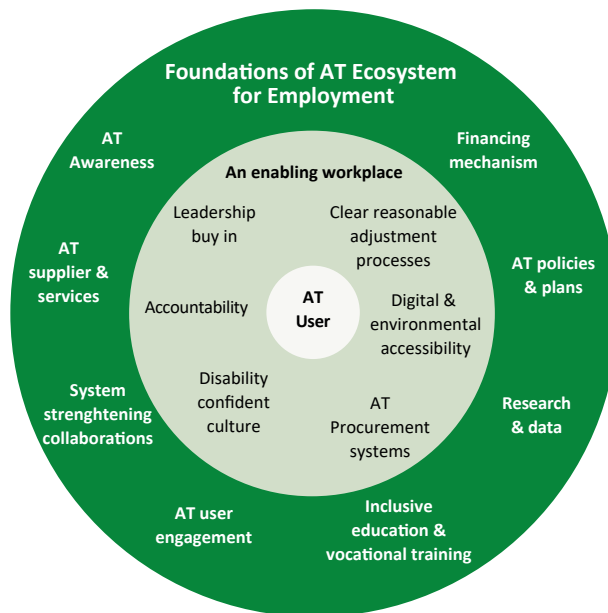 Foundations of AT Ecosystem
for Employment
AT
Awareness
Financing
mechanism
An enabling workplace
Leadership
buy in
Clear reasonable
adjustment
processes
AT
supplier &
services
AT policies
& plans
Accountability
AT
User
Digital &
environmental
accessibility
System
strenghtening
collaborations
Disability
confident
culture
AT
Procurement
systems
Research
& data
AT user
engagement
Inclusive
education &
vocational training